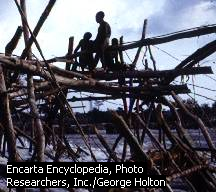 Encarta Encyclopedia, Photo
Researchers, Inc./George Holton